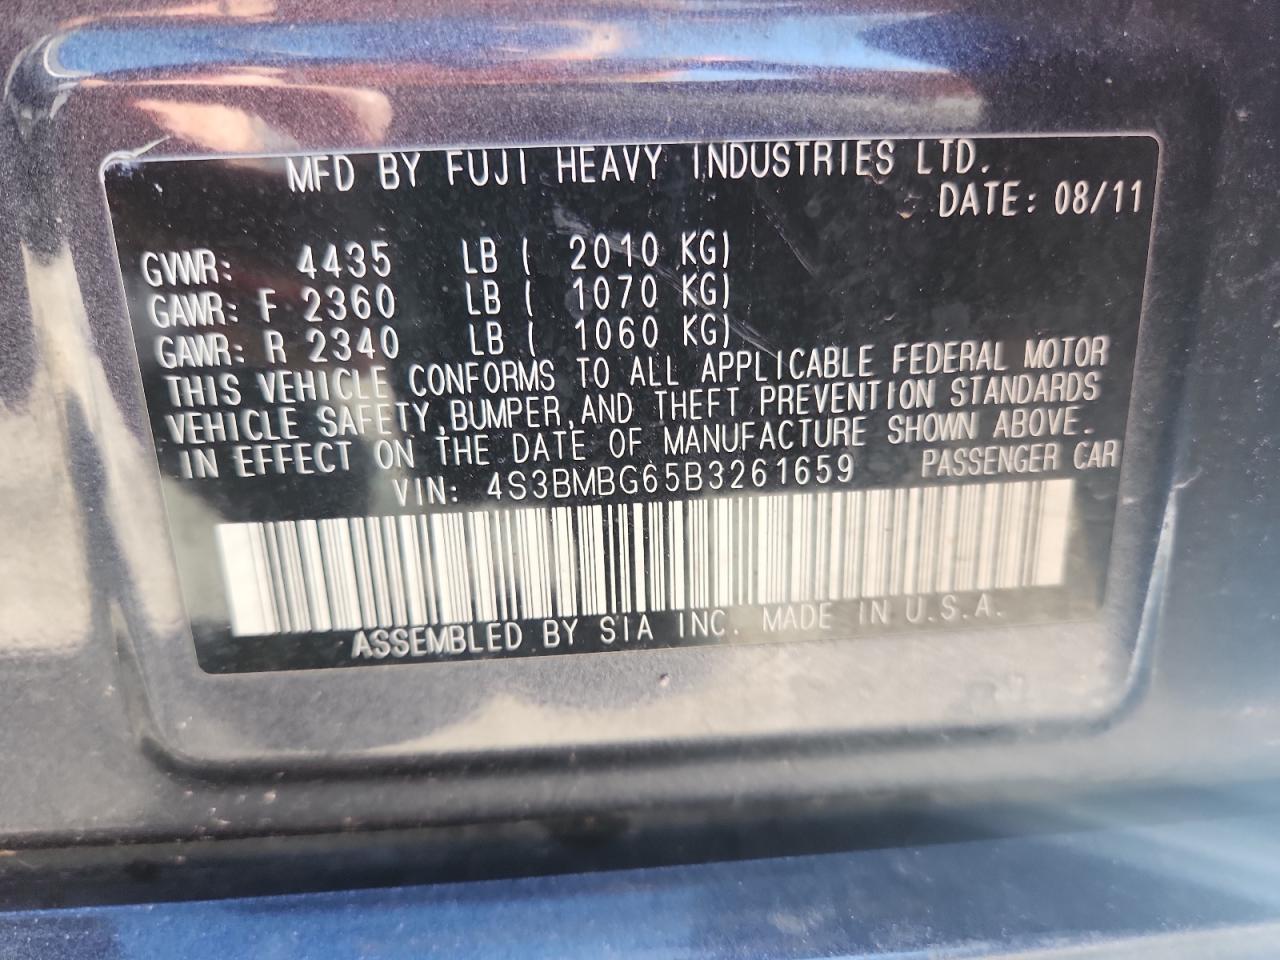 MFD BY FUJI HEAVY INDUSTRIES LTD.
DATE: 08/11
GVWR: 4435 LB ( 2010 KG)
GAWR: F 2360 LB ( 1070 KG)
GAWR: R 2340 LB ( 1060 KG)
THIS VEHICLE CONFORMS TO ALL APPLICABLE FEDERAL MOTOR
VEHICLE SAFETY,BUMPER,AND THEFT PREVENTION STANDARDS
IN EFFECT ON THE DATE OF MANUFACTURE SHOWN ABOVE.
VIN: 4S3BMBG65B3261659 PASSENGER CAR
ASSEMBLED BY SIA INC. MADE IN U.S.A.